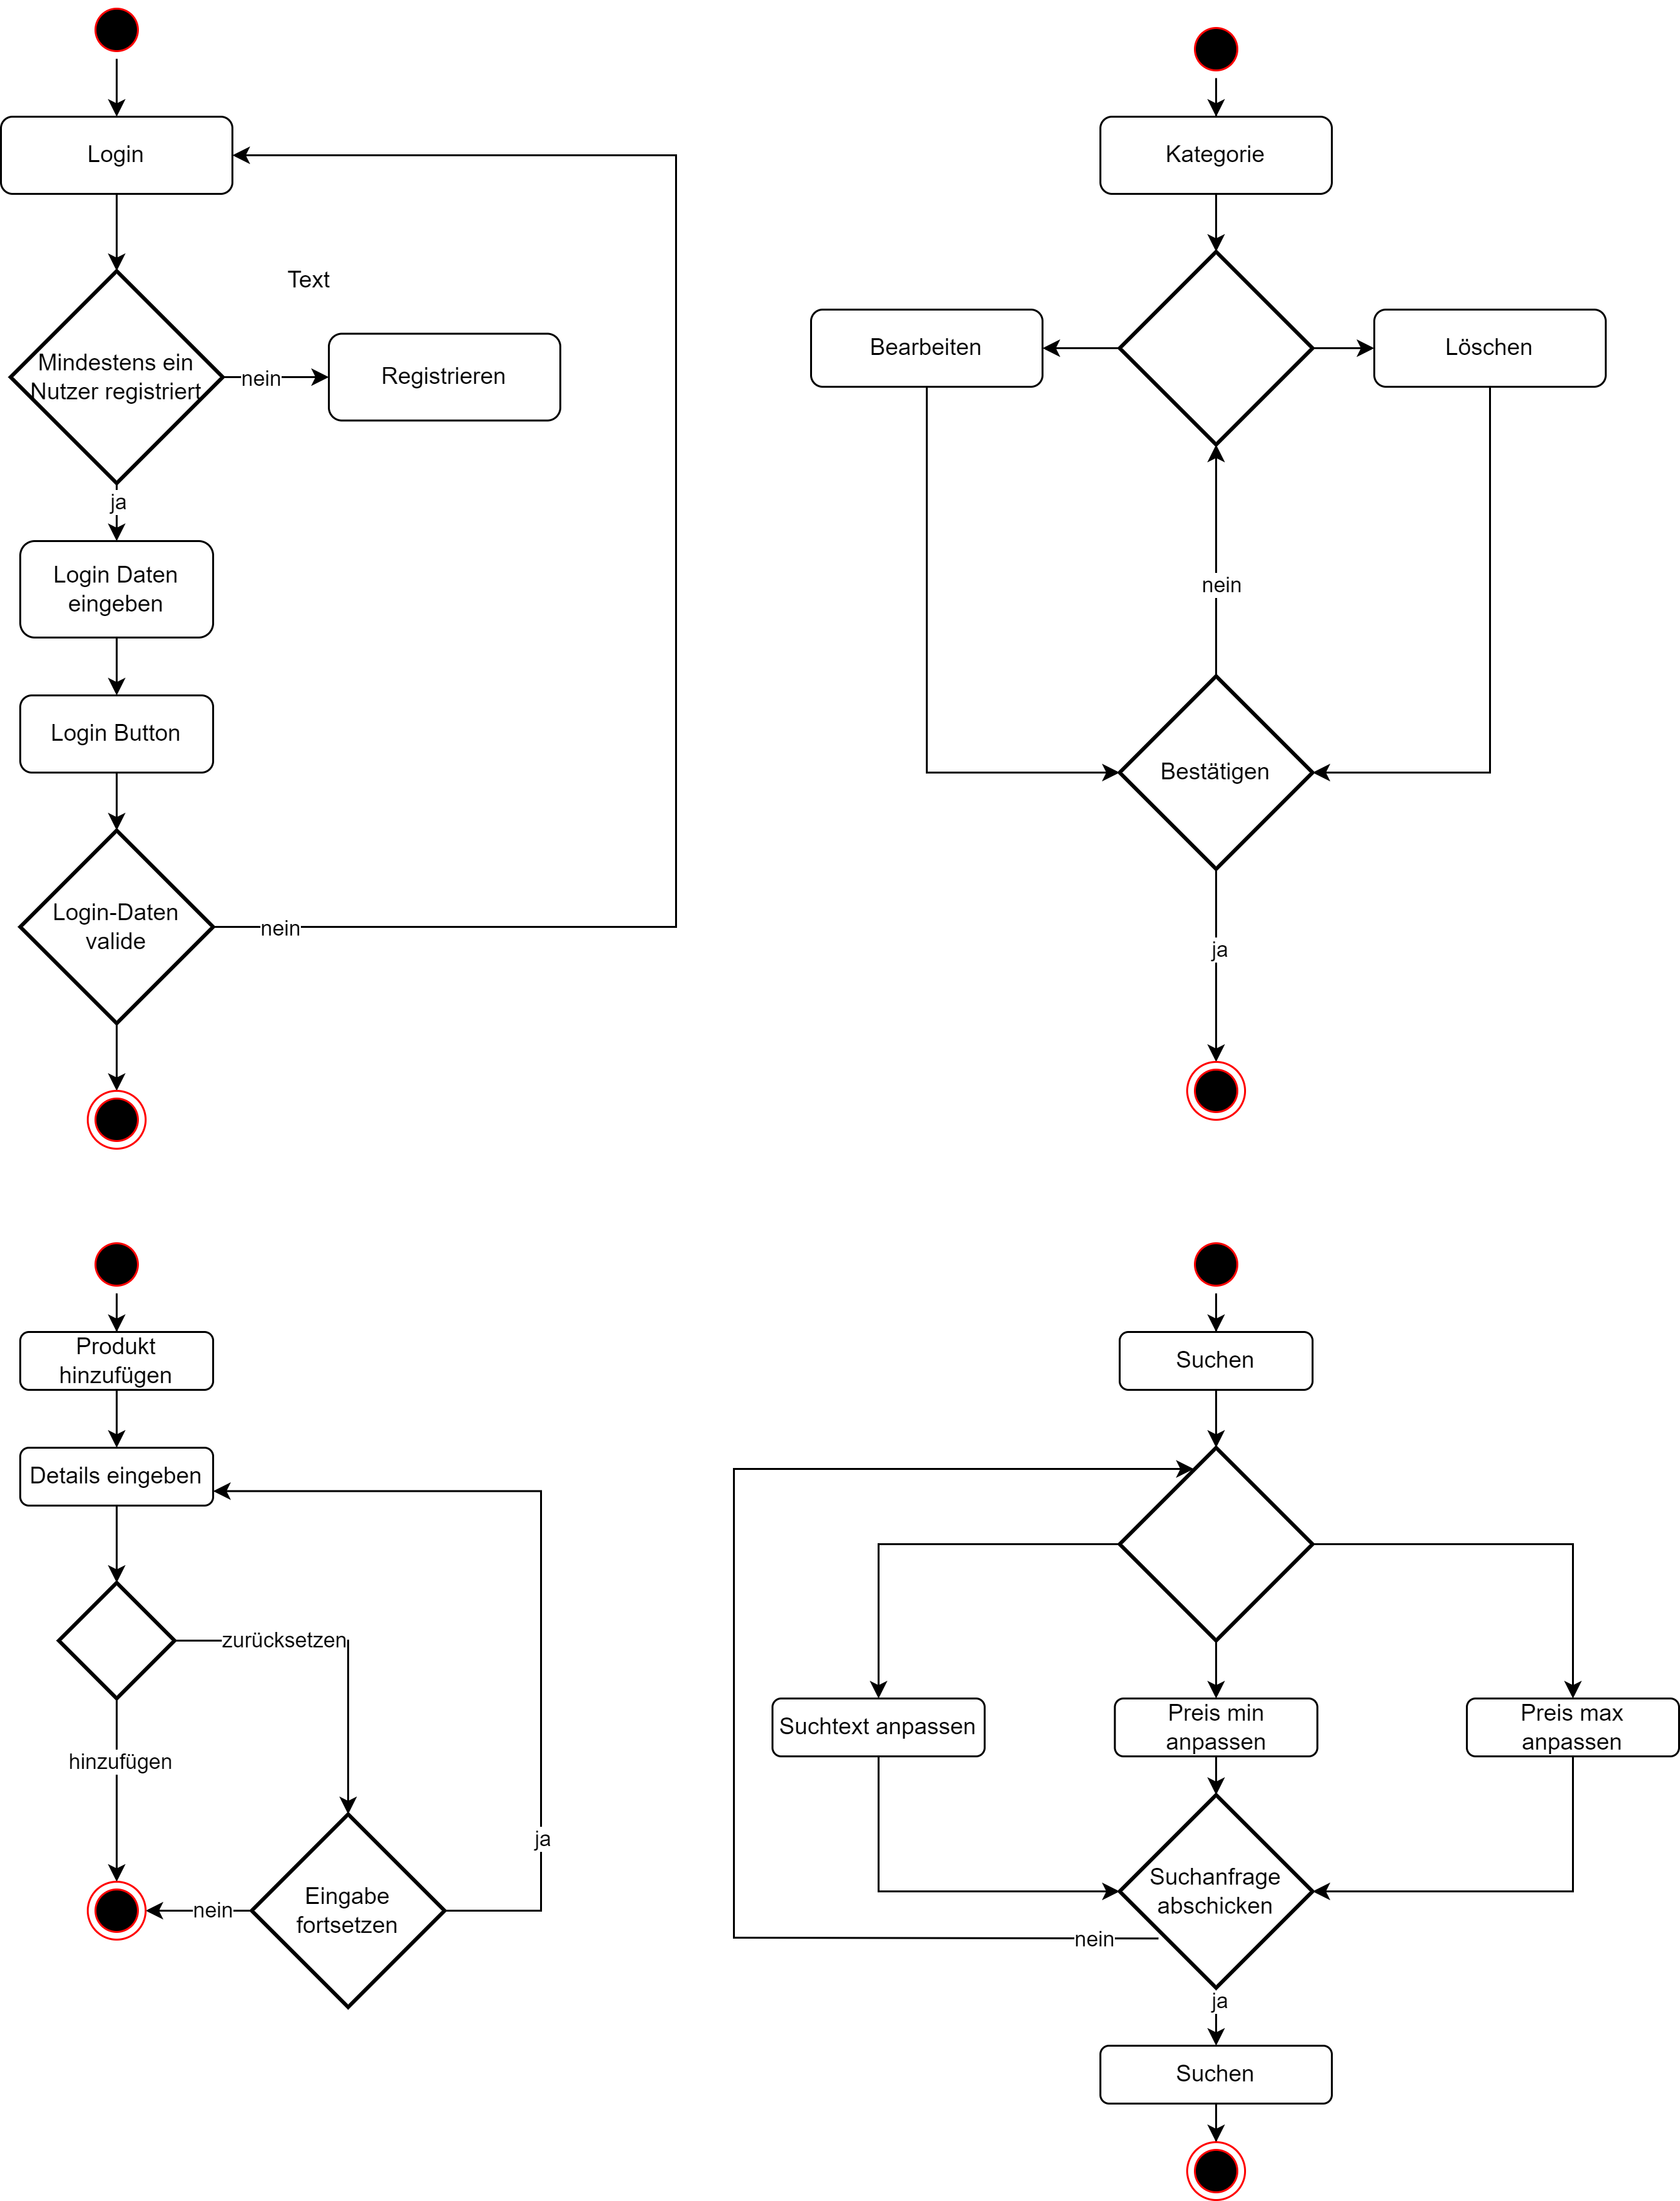 Login
Text
Mindestens ein
Nutzer registriert
nein
Registrieren
ja
Login Daten
eingeben
Login Button
Login-Daten
valide
nein
Kategorie
Bearbeiten
Löschen
nein
Bestätigen
ja
Produkt
hinzufügen
Details eingeben
zurücksetzen
hinzufügen
ja
Eingabe
fortsetzen
nein
Suchen
Suchtext anpassen
Preis min
anpassen
Preis max
anpassen
Suchanfrage
abschicken
nein
ja
Suchen